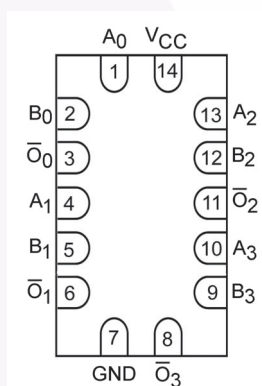 A₀ V_CC
1 14
B₀ 2 13 A₂
O̅₀ 3 12 B₂
A₁ 4 11 O̅₂
B₁ 5 10 A₃
O̅₁ 6 9 B₃
7 8
GND O̅₃